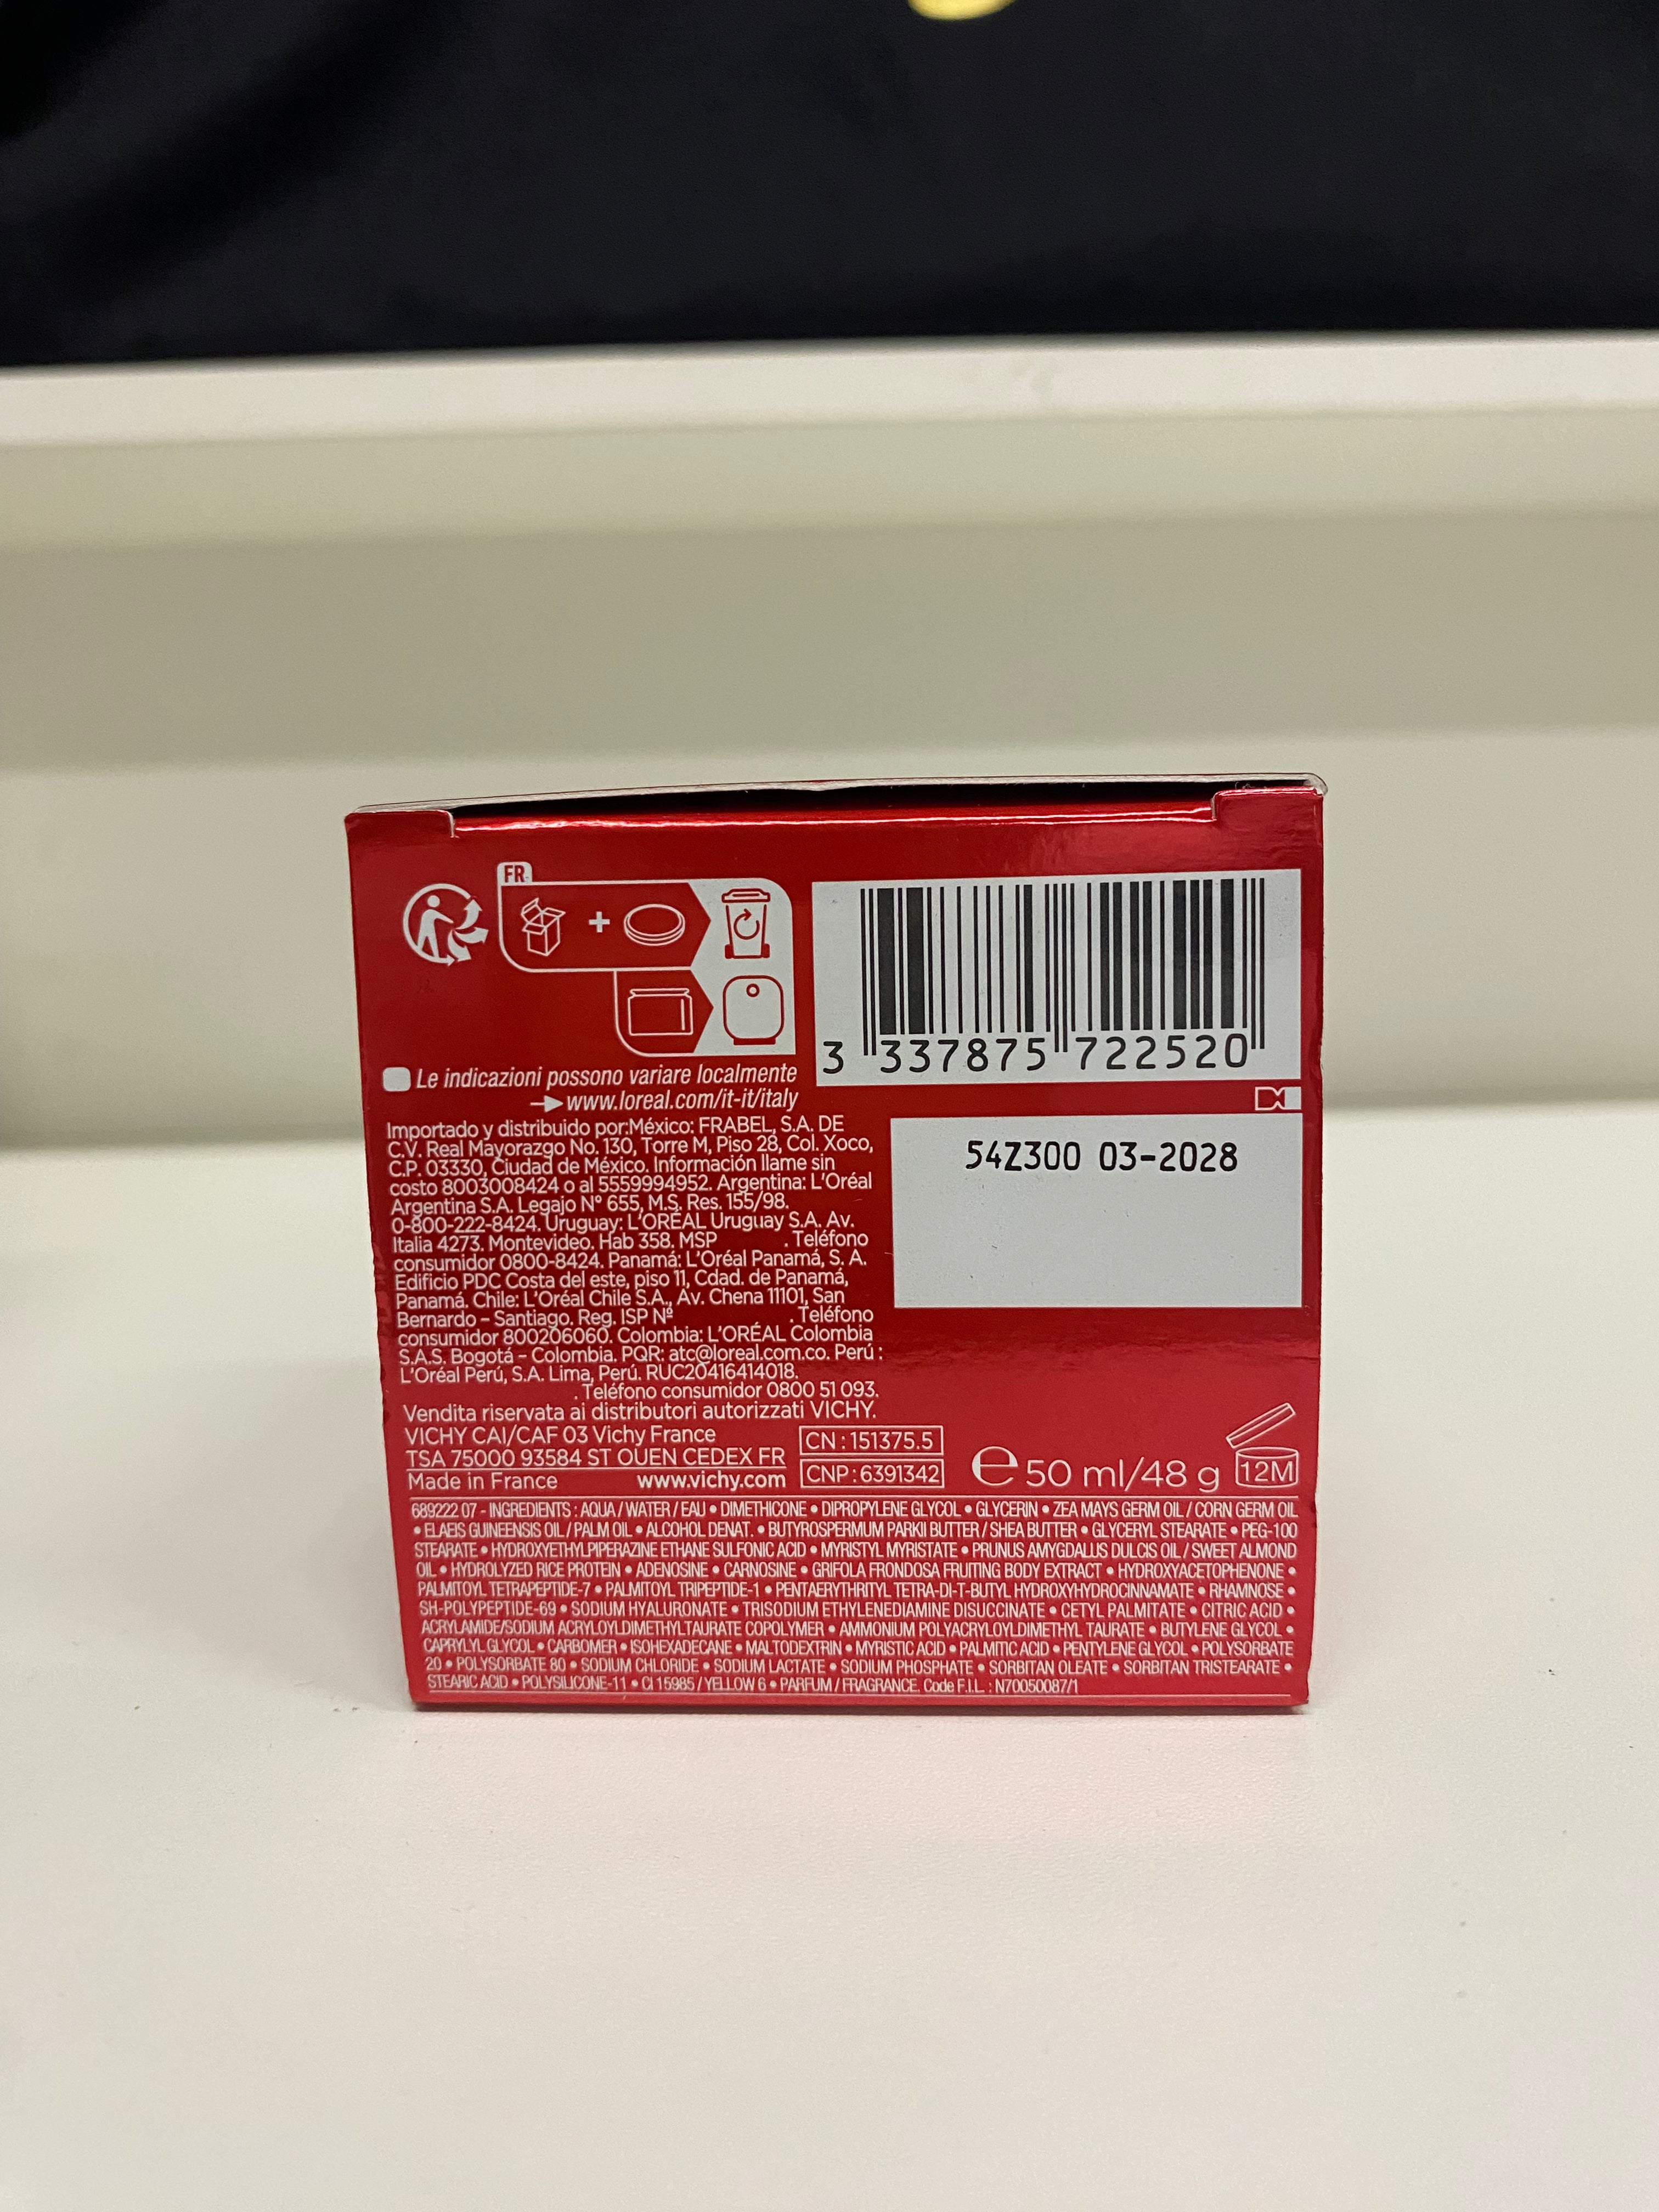 FR
3 337875 722520
Le indicazioni possono variare localmente
www.loreal.com/it-it/italy
Importado y distribuido por:México: FRABEL, S.A. DE
C.V. Real Mayorazgo No. 130, Torre M, Piso 28, Col. Xoco,
C.P. 03330, Ciudad de México. Información llame sin
costo 8003008424 o al 5559994952. Argentina: L'Oréal
Argentina S.A. Legajo N° 655, M.S. Res. 155/98.
0-800-222-8424. Uruguay: L'ORÉAL Uruguay S.A. Av.
Italia 4273. Montevideo. Hab 358. MSP . Teléfono
consumidor 0800-8424. Panamá: L'Oréal Panamá, S. A.
Edificio PDC Costa del este, piso 11, Cdad. de Panamá,
Panamá. Chile: L'Oréal Chile S.A., Av. Chena 11101, San
Bernardo – Santiago. Reg. ISP Nº . Teléfono
consumidor 800206060. Colombia: L'ORÉAL Colombia
S.A.S. Bogotá – Colombia. PQR: atc@loreal.com.co. Perú :
L'Oréal Perú, S.A. Lima, Perú. RUC20416414018.
. Teléfono consumidor 0800 51 093.
54Z300 03-2028
Vendita riservata ai distributori autorizzati VICHY.
VICHY CAI/CAF 03 Vichy France
TSA 75000 93584 ST OUEN CEDEX FR
Made in France www.vichy.com
CN : 151375.5
CNP : 6391342
e 50 ml/48 g
12M
689222 07 - INGREDIENTS : AQUA / WATER / EAU • DIMETHICONE • DIPROPYLENE GLYCOL • GLYCERIN • ZEA MAYS GERM OIL / CORN GERM OIL
• ELAEIS GUINEENSIS OIL / PALM OIL • ALCOHOL DENAT. • BUTYROSPERMUM PARKII BUTTER / SHEA BUTTER • GLYCERYL STEARATE • PEG-100
STEARATE • HYDROXYETHYLPIPERAZINE ETHANE SULFONIC ACID • MYRISTYL MYRISTATE • PRUNUS AMYGDALUS DULCIS OIL / SWEET ALMOND
OIL • HYDROLYZED RICE PROTEIN • ADENOSINE • CARNOSINE • GRIFOLA FRONDOSA FRUITING BODY EXTRACT • HYDROXYACETOPHENONE •
PALMITOYL TETRAPEPTIDE-7 • PALMITOYL TRIPEPTIDE-1 • PENTAERYTHRITYL TETRA-DI-T-BUTYL HYDROXYHYDROCINNAMATE • RHAMNOSE •
SH-POLYPEPTIDE-69 • SODIUM HYALURONATE • TRISODIUM ETHYLENEDIAMINE DISUCCINATE • CETYL PALMITATE • CITRIC ACID •
ACRYLAMIDE/SODIUM ACRYLOYLDIMETHYLTAURATE COPOLYMER • AMMONIUM POLYACRYLOYLDIMETHYL TAURATE • BUTYLENE GLYCOL •
CAPRYLYL GLYCOL • CARBOMER • ISOHEXADECANE • MALTODEXTRIN • MYRISTIC ACID • PALMITIC ACID • PENTYLENE GLYCOL • POLYSORBATE
20 • POLYSORBATE 80 • SODIUM CHLORIDE • SODIUM LACTATE • SODIUM PHOSPHATE • SORBITAN OLEATE • SORBITAN TRISTEARATE •
STEARIC ACID • POLYSILICONE-11 • CI 15985 / YELLOW 6 • PARFUM / FRAGRANCE. Code F.I.L. : N70050087/1